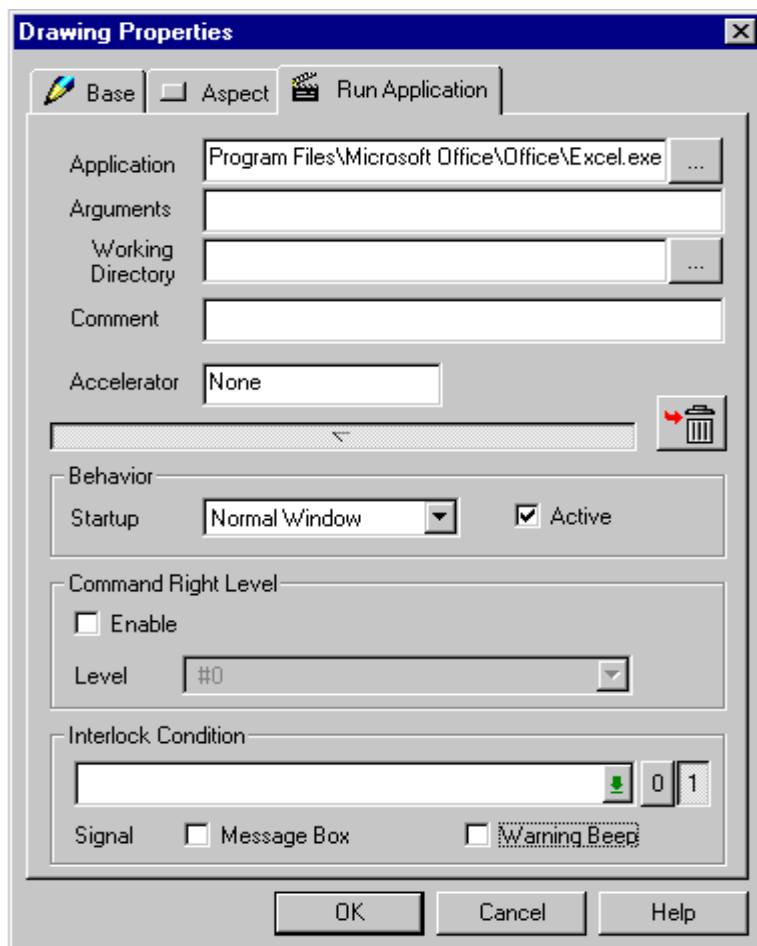 Drawing Properties
Base Aspect Run Application
Application Program Files\Microsoft Office\Office\Excel.exe ...
Arguments
Working
Directory ...
Comment
Accelerator None
Behavior
Startup Normal Window Active
Command Right Level
Enable
Level #0
Interlock Condition
0 1
Signal Message Box Warning Beep
OK Cancel Help